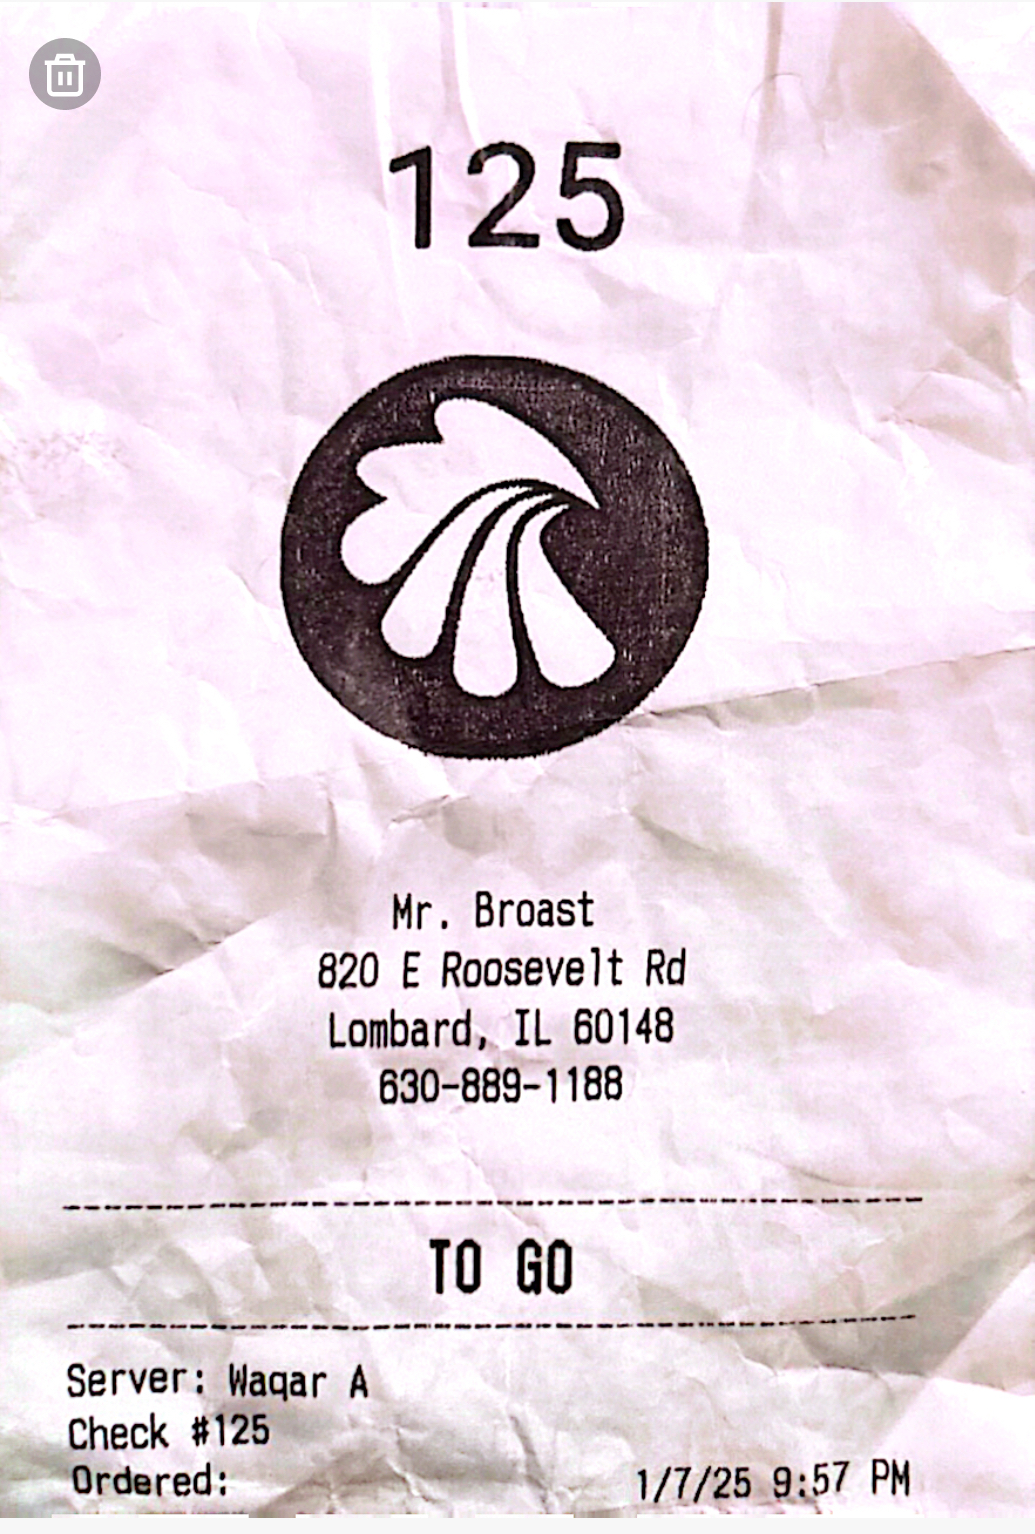 125
Mr. Broast
820 E Roosevelt Rd
Lombard, IL 60148
630-889-1188
TO GO
Server: Waqar A
Check #125
Ordered: 1/7/25 9:57 PM